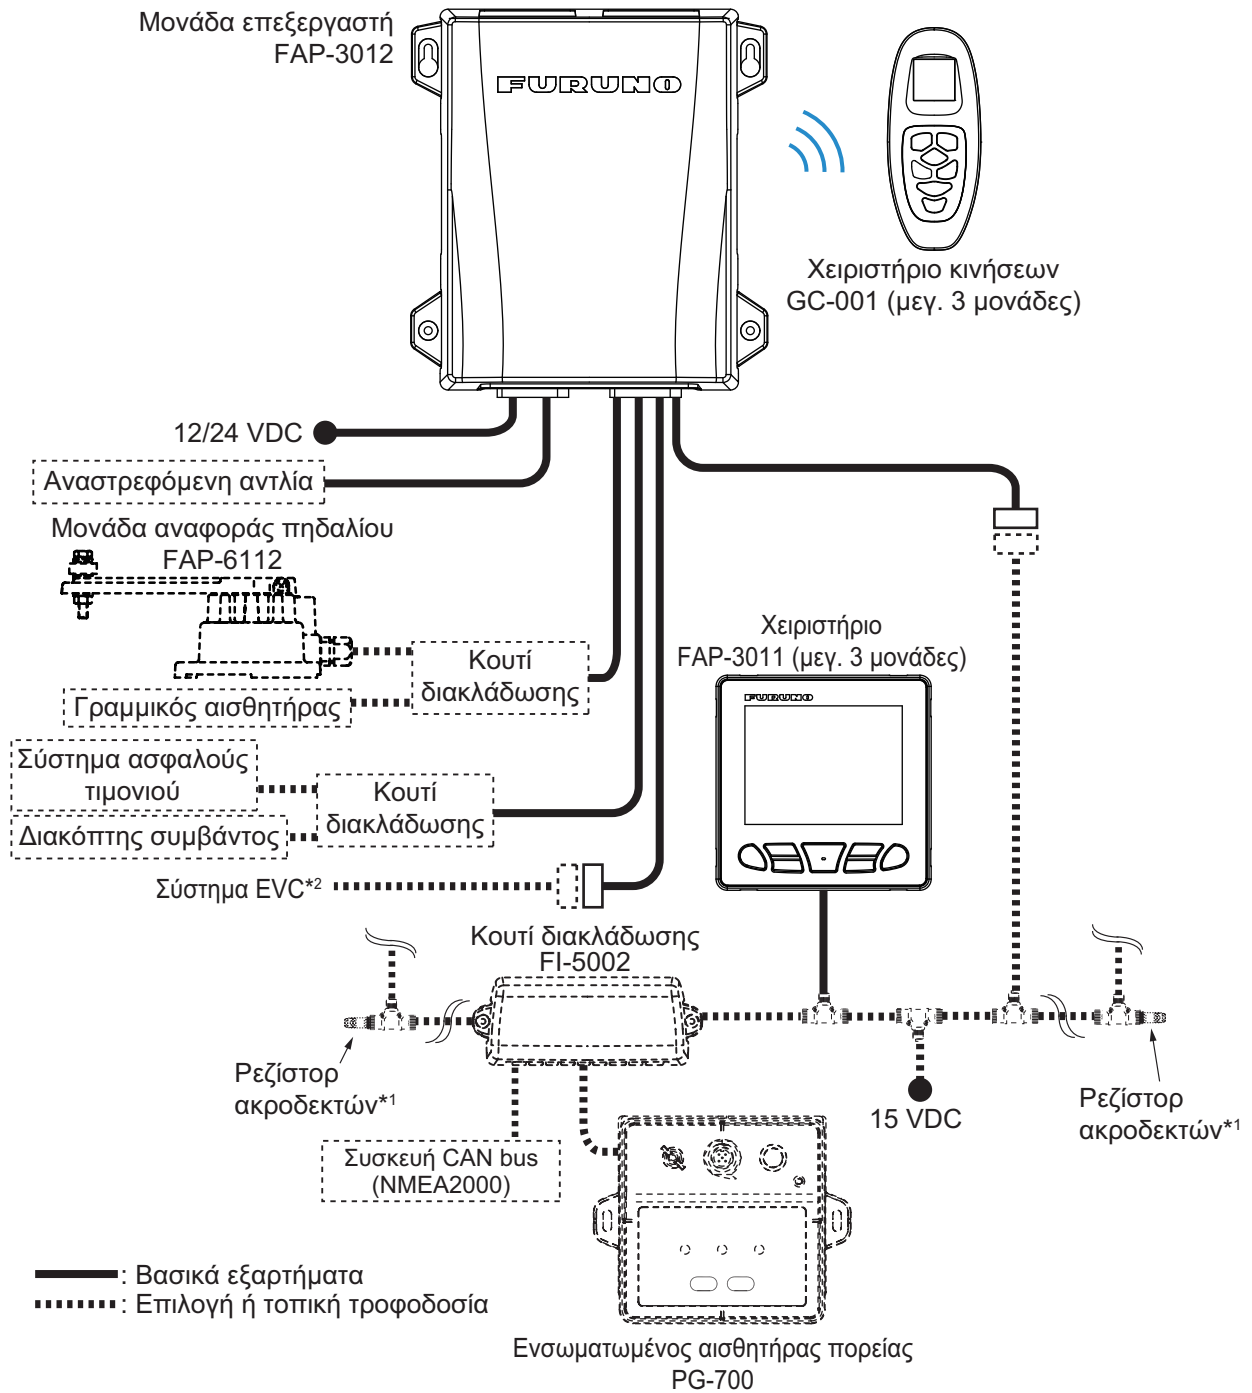 Μονάδα επεξεργαστή
FAP-3012
FURUNO
Χειριστήριο κινήσεων
GC-001 (μεγ. 3 μονάδες)
12/24 VDC
Αναστρεφόμενη αντλία
Μονάδα αναφοράς πηδαλίου
FAP-6112
Κουτί
διακλάδωσης
Γραμμικός αισθητήρας
Χειριστήριο
FAP-3011 (μεγ. 3 μονάδες)
FURUNO
Σύστημα ασφαλούς
τιμονιού
Κουτί
διακλάδωσης
Διακόπτης συμβάντος
Σύστημα EVC*2
Κουτί διακλάδωσης
FI-5002
Ρεζίστορ
ακροδεκτών*1
15 VDC
Ρεζίστορ
ακροδεκτών*1
Συσκευή CAN bus
(NMEA2000)
: Βασικά εξαρτήματα
: Επιλογή ή τοπική τροφοδοσία
Ενσωματωμένος αισθητήρας πορείας
PG-700